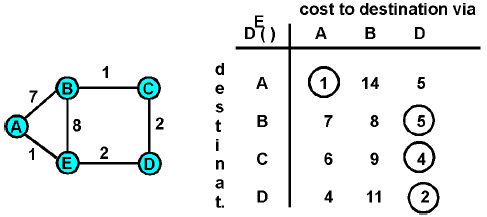 cost to destination via
E
D ( ) A B D
destinat.
A 1 14 5
B 7 8 5
C 6 9 4
D 4 11 2
1
B C
7
8 2
A
1 2
E D